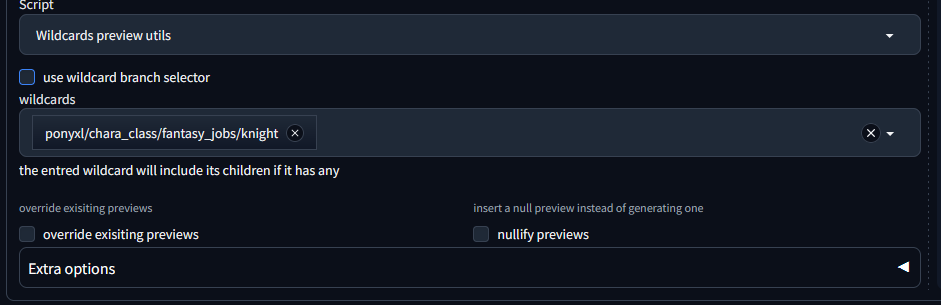 Script
Wildcards preview utils
use wildcard branch selector
wildcards
ponyxl/chara_class/fantasy_jobs/knight
the entred wildcard will include its children if it has any
override exisiting previews
insert a null preview instead of generating one
override exisiting previews
nullify previews
Extra options